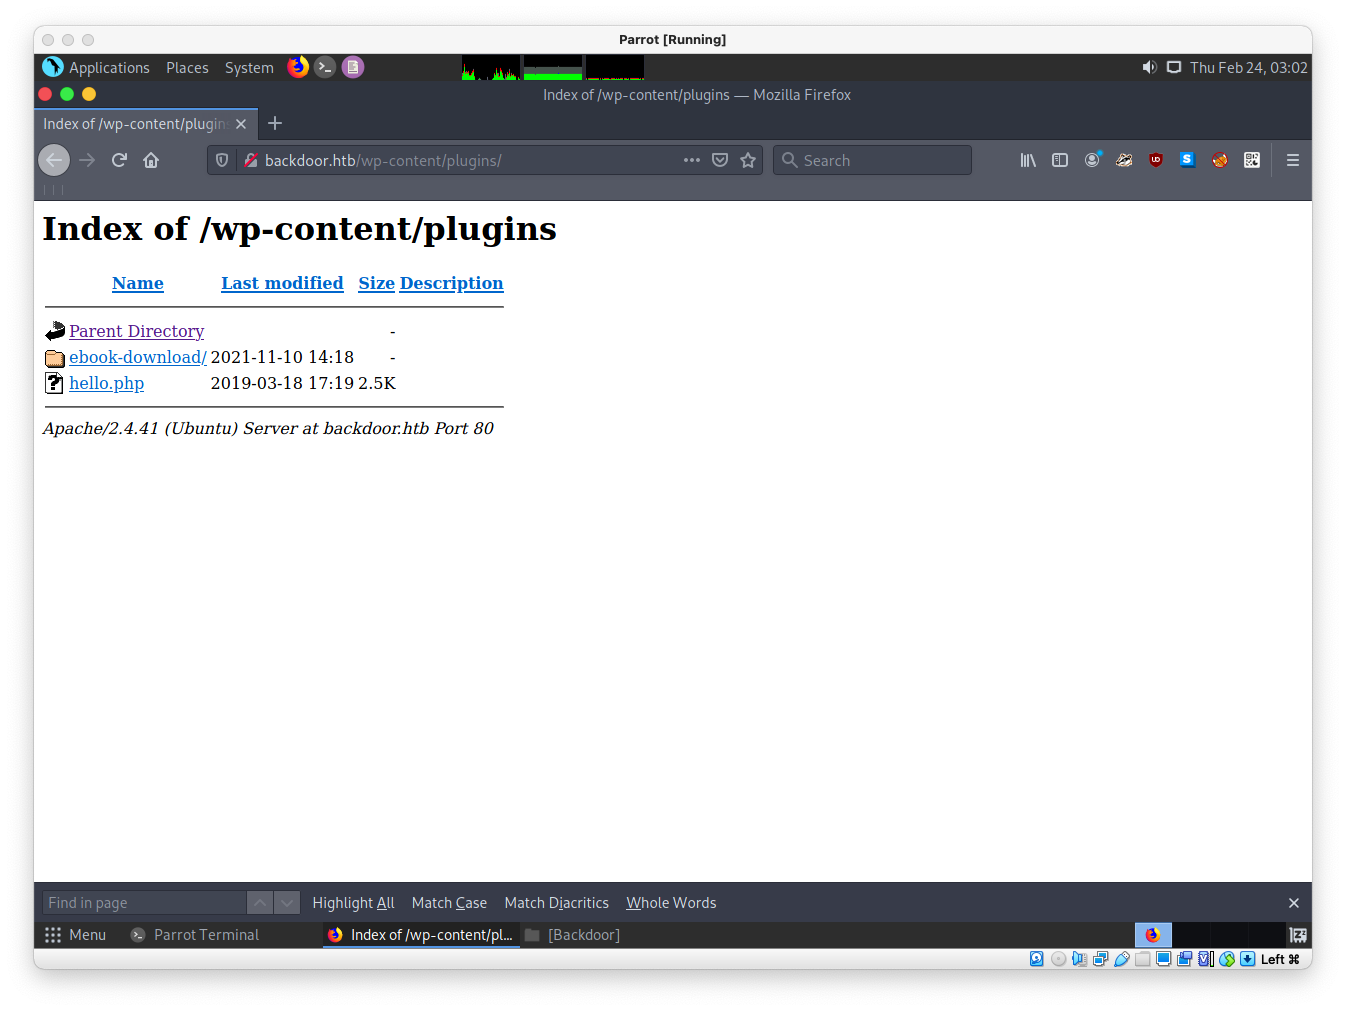 Parrot [Running]
Applications Places System Thu Feb 24, 03:02
Index of /wp-content/plugins — Mozilla Firefox
Index of /wp-content/plugin
backdoor.htb/wp-content/plugins/ Search
Index of /wp-content/plugins
Name Last modified Size Description
Parent Directory -
ebook-download/ 2021-11-10 14:18 -
hello.php 2019-03-18 17:19 2.5K
Apache/2.4.41 (Ubuntu) Server at backdoor.htb Port 80
Find in page Highlight All Match Case Match Diacritics Whole Words
Menu Parrot Terminal Index of /wp-content/pl... [Backdoor]
Left ⌘